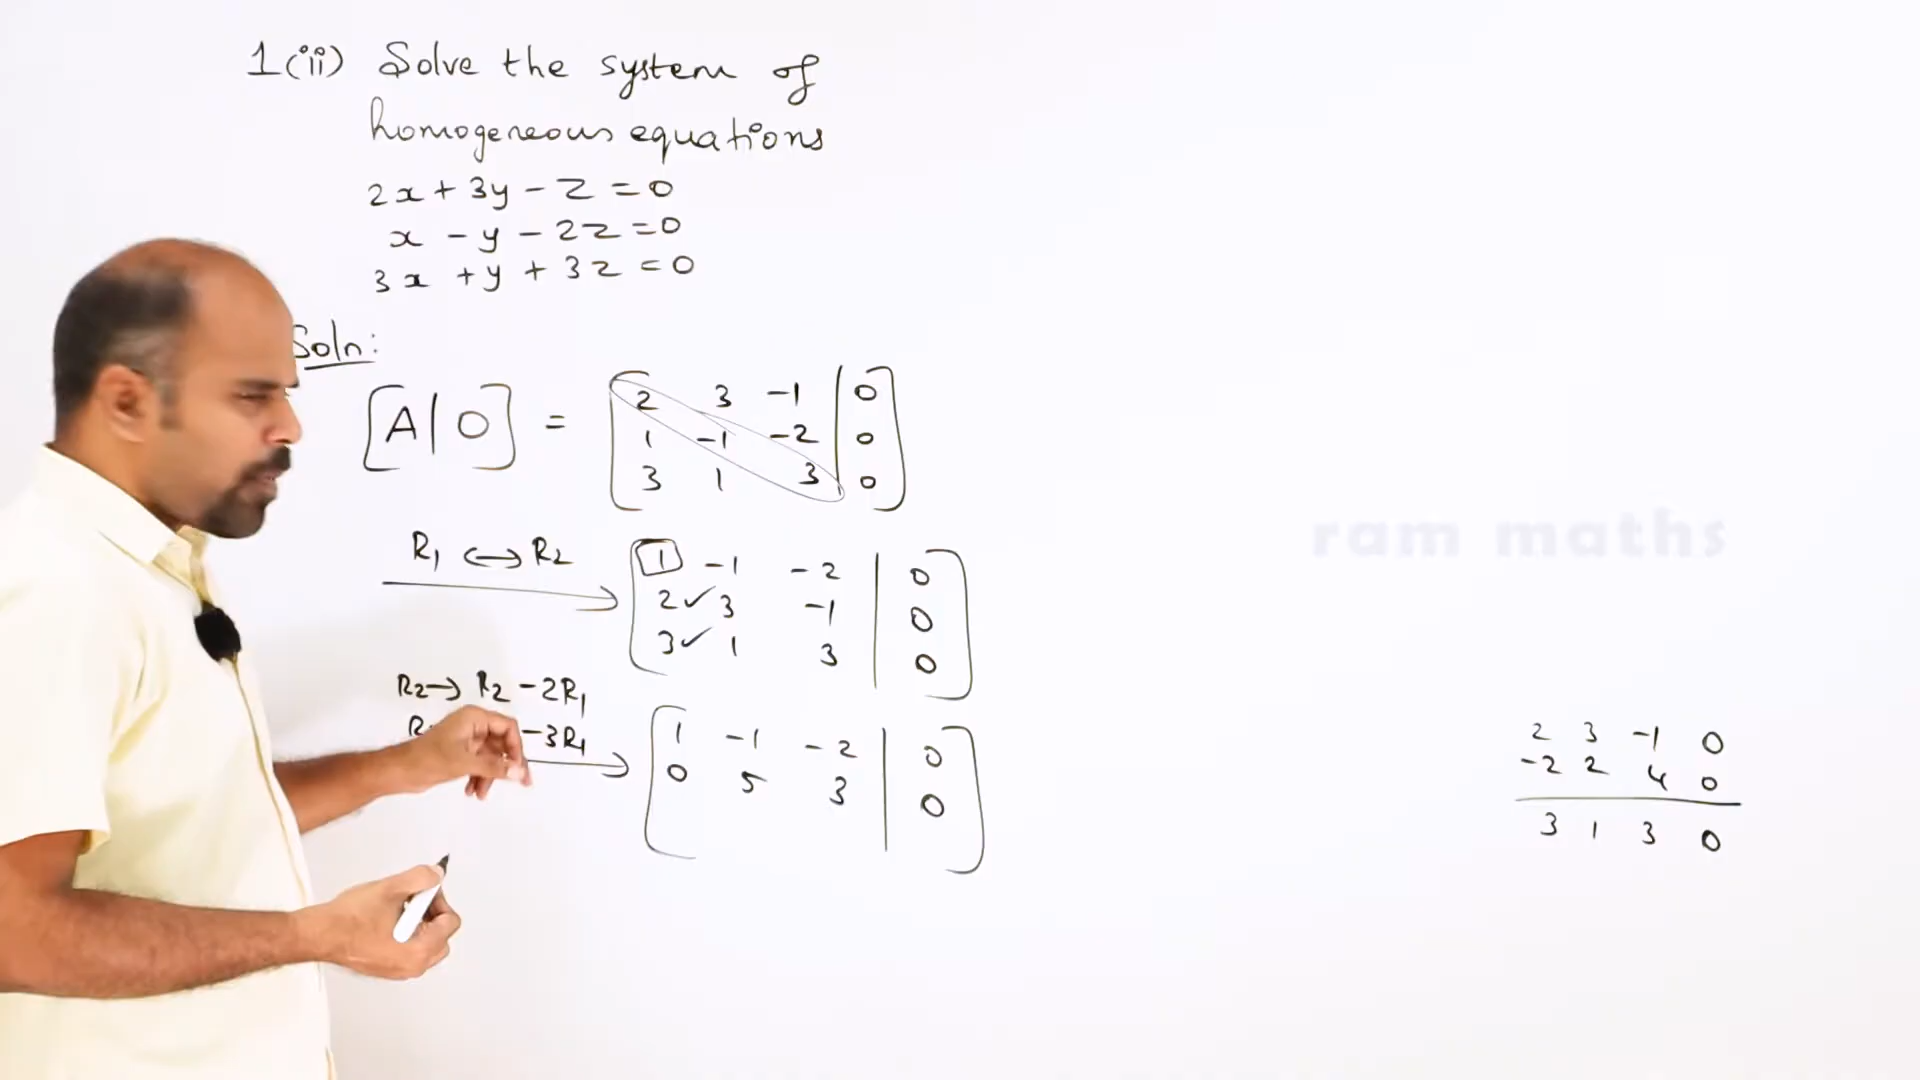 1(ii) Solve the system of
homogeneous equations
2x + 3y - z = 0
x - y - 2z = 0
3x + y + 3z = 0
Soln:
[A | O] = [ 2 3 -1 | 0
1 -1 -2 | 0
3 1 3 | 0 ]
R1 ↔ R2 [ 1 -1 -2 | 0
2 ✓ 3 -1 | 0
3 ✓ 1 3 | 0 ]
R2 → R2 - 2R1
-3R1
[ 1 -1 -2 | 0
0 5 3 | 0 ]
ram maths
2 3 -1 0
-2 2 4 0
3 1 3 0